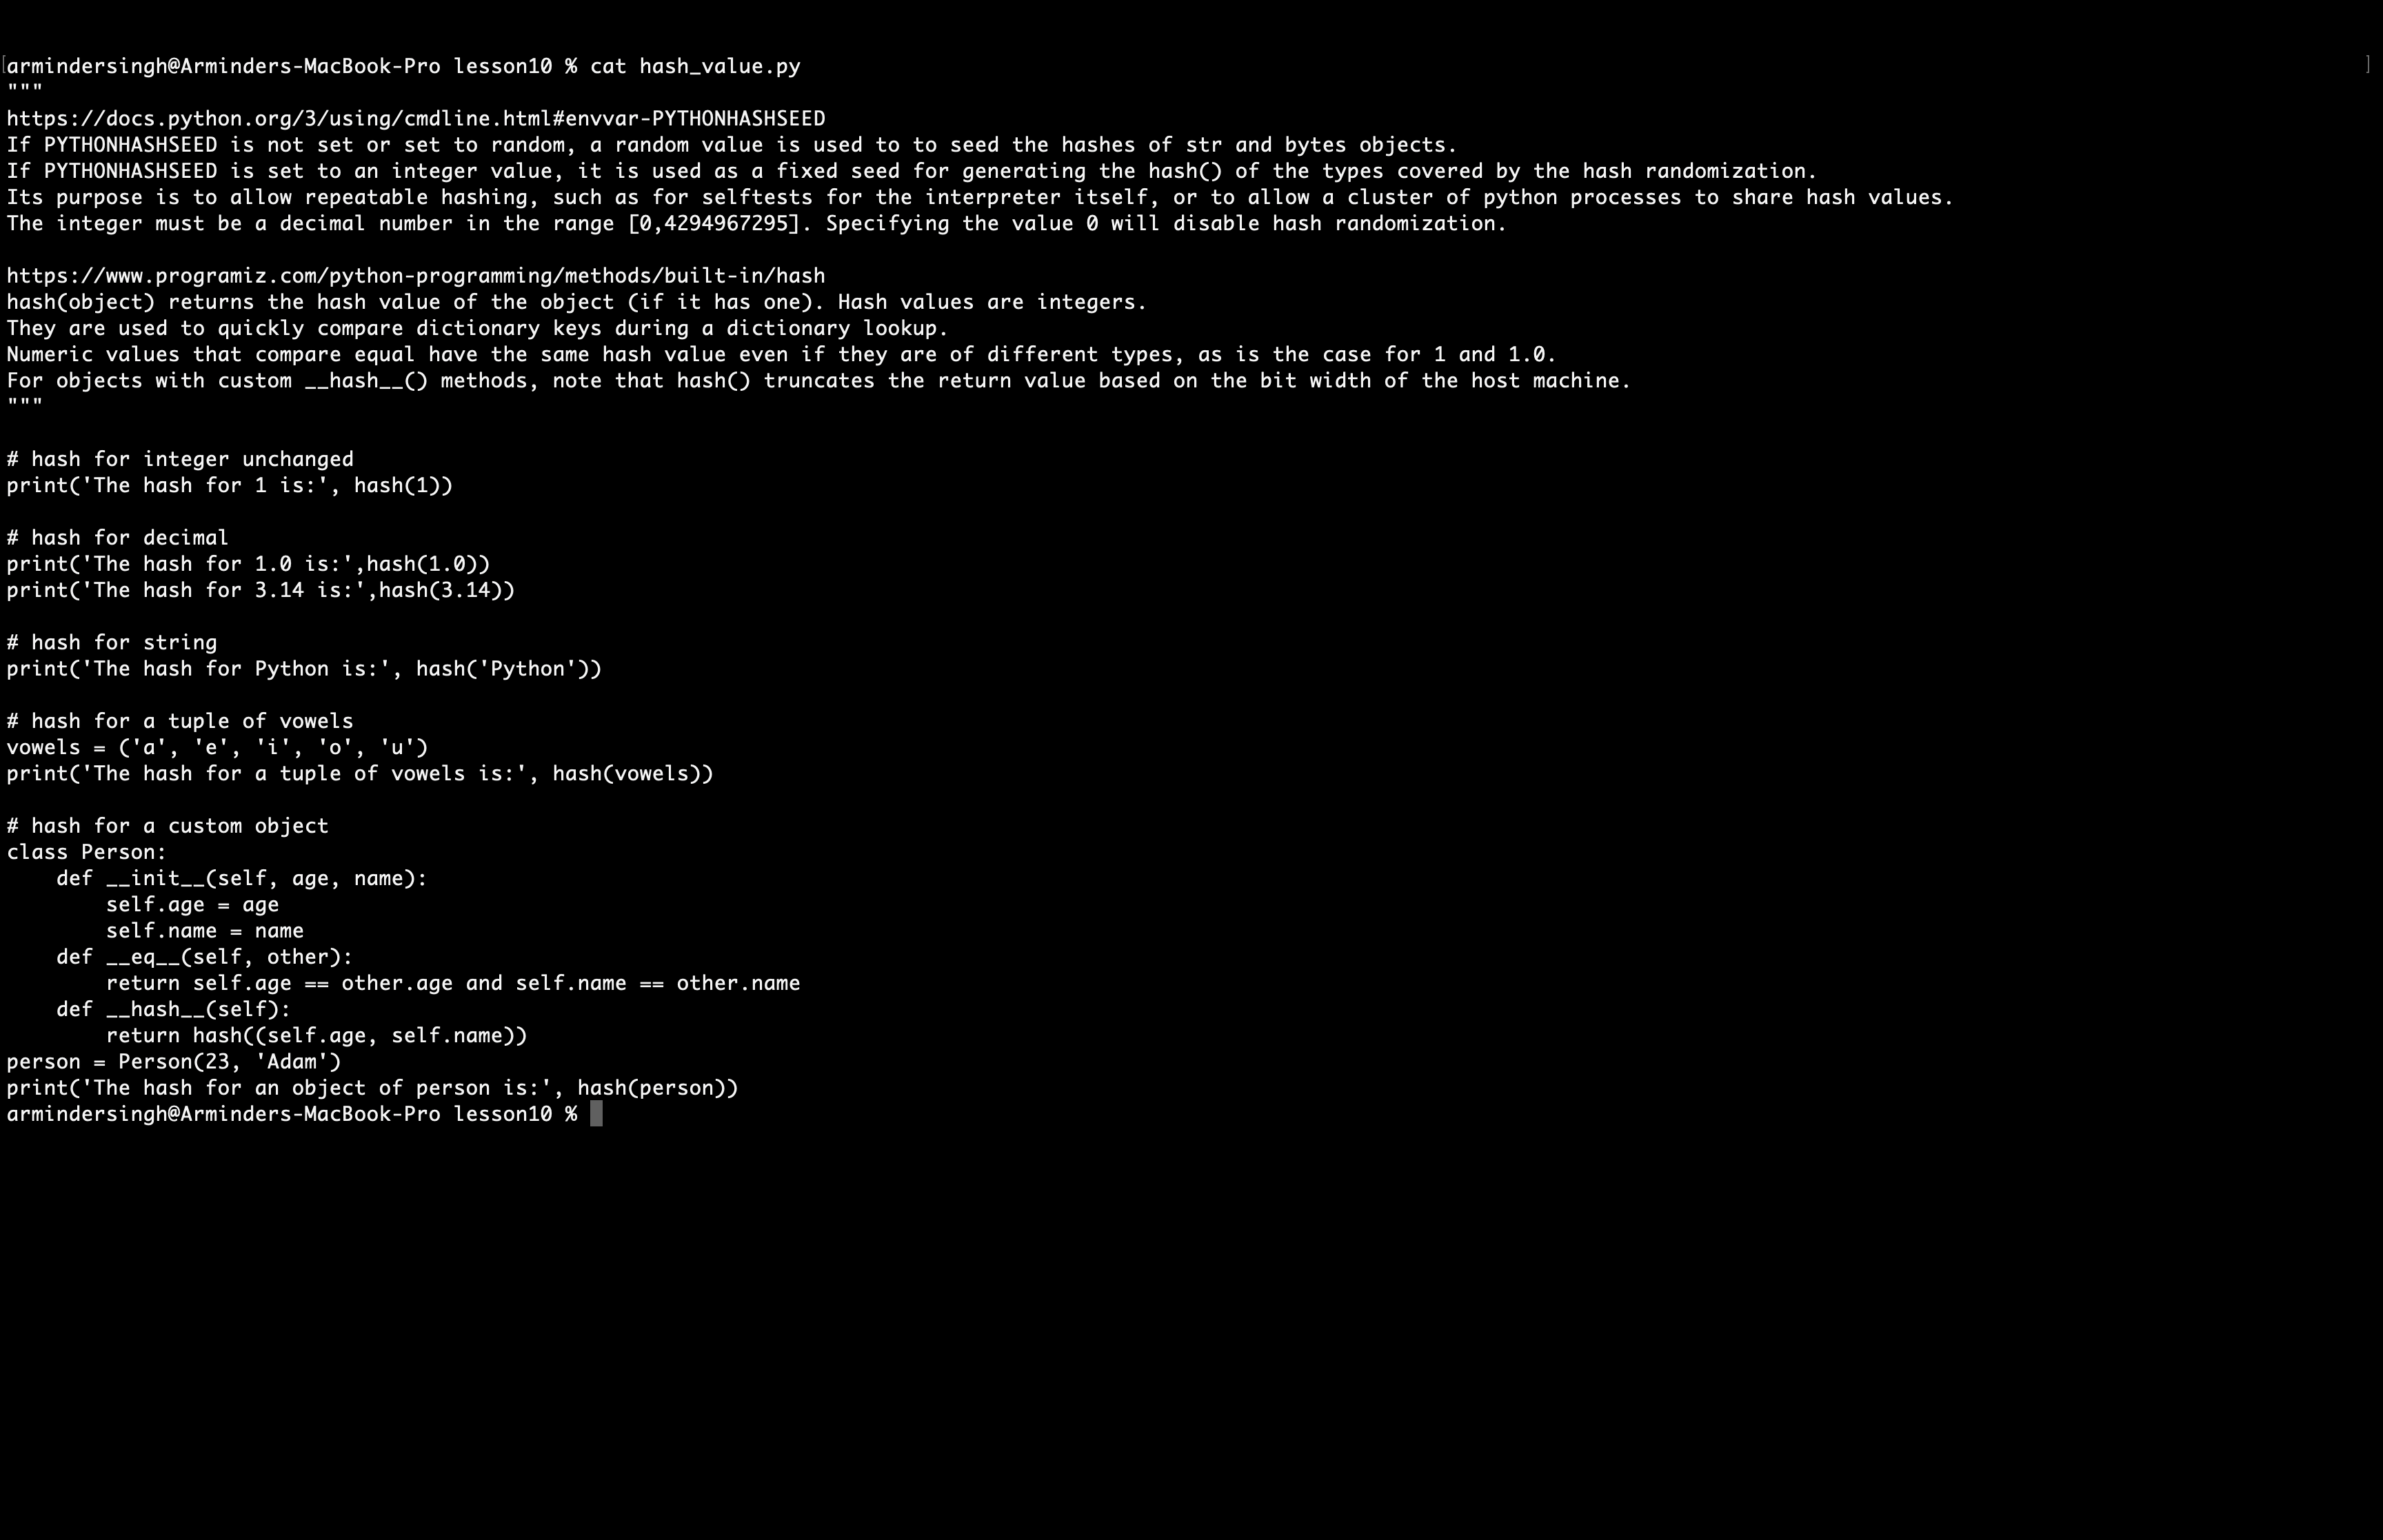 [armindersingh@Arminders-MacBook-Pro lesson10 % cat hash_value.py ]
"""
https://docs.python.org/3/using/cmdline.html#envvar-PYTHONHASHSEED
If PYTHONHASHSEED is not set or set to random, a random value is used to to seed the hashes of str and bytes objects.
If PYTHONHASHSEED is set to an integer value, it is used as a fixed seed for generating the hash() of the types covered by the hash randomization.
Its purpose is to allow repeatable hashing, such as for selftests for the interpreter itself, or to allow a cluster of python processes to share hash values.
The integer must be a decimal number in the range [0,4294967295]. Specifying the value 0 will disable hash randomization.

https://www.programiz.com/python-programming/methods/built-in/hash
hash(object) returns the hash value of the object (if it has one). Hash values are integers.
They are used to quickly compare dictionary keys during a dictionary lookup.
Numeric values that compare equal have the same hash value even if they are of different types, as is the case for 1 and 1.0.
For objects with custom __hash__() methods, note that hash() truncates the return value based on the bit width of the host machine.
"""

# hash for integer unchanged
print('The hash for 1 is:', hash(1))

# hash for decimal
print('The hash for 1.0 is:',hash(1.0))
print('The hash for 3.14 is:',hash(3.14))

# hash for string
print('The hash for Python is:', hash('Python'))

# hash for a tuple of vowels
vowels = ('a', 'e', 'i', 'o', 'u')
print('The hash for a tuple of vowels is:', hash(vowels))

# hash for a custom object
class Person:
    def __init__(self, age, name):
        self.age = age
        self.name = name
    def __eq__(self, other):
        return self.age == other.age and self.name == other.name
    def __hash__(self):
        return hash((self.age, self.name))
person = Person(23, 'Adam')
print('The hash for an object of person is:', hash(person))
armindersingh@Arminders-MacBook-Pro lesson10 %